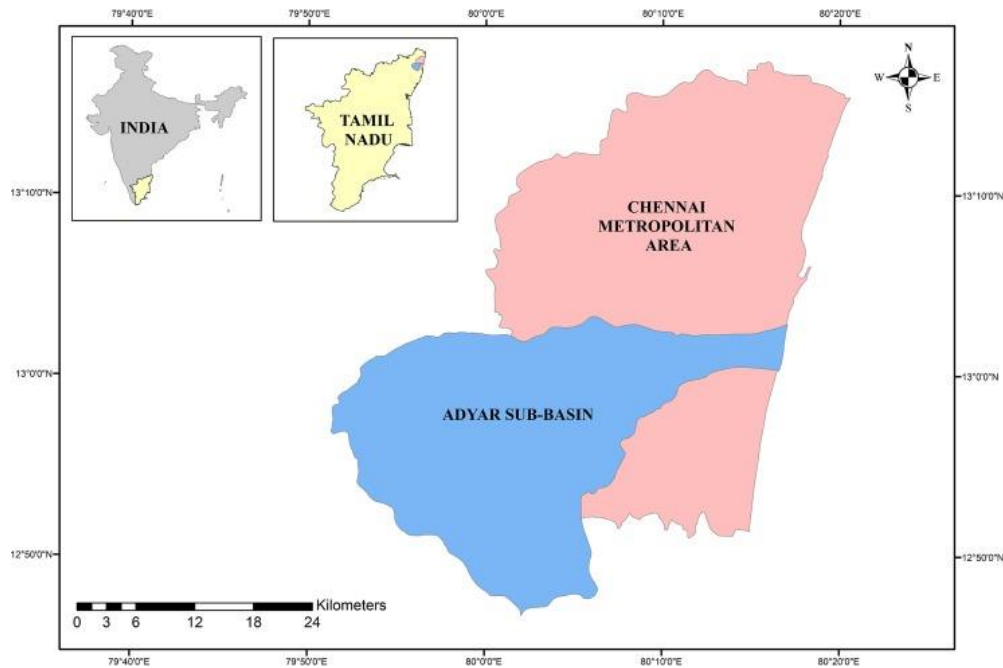 79°40'0"E
79°50'0"E
80°0'0"E
80°10'0"E
80°20'0"E
INDIA
TAMIL
NADU
N
W
E
S
13°10'0"N
13°10'0"N
CHENNAI
METROPOLITAN
AREA
13°0'0"N
13°0'0"N
ADYAR SUB-BASIN
12°50'0"N
12°50'0"N
Kilometers
0 3 6 12 18 24
79°40'0"E
79°50'0"E
80°0'0"E
80°10'0"E
80°20'0"E